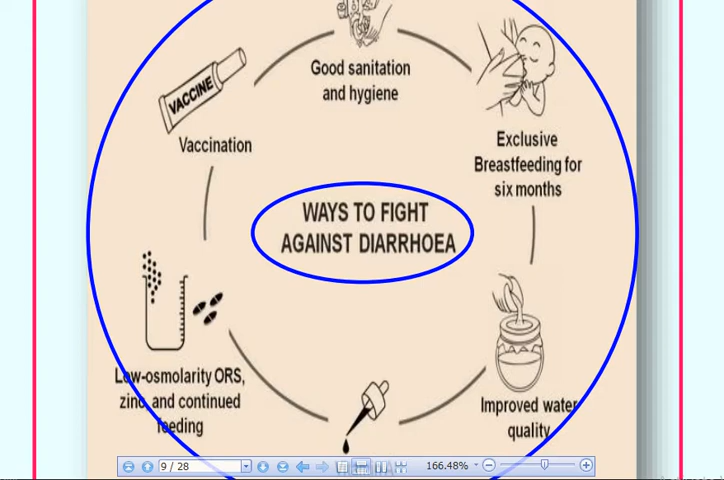 Good sanitation
and hygiene
VACCINE
Vaccination
Exclusive
Breastfeeding for
six months
WAYS TO FIGHT
AGAINST DIARRHOEA
Low-osmolarity ORS,
zinc, and continued
feeding
Improved water
quality
9 / 28
166.48%